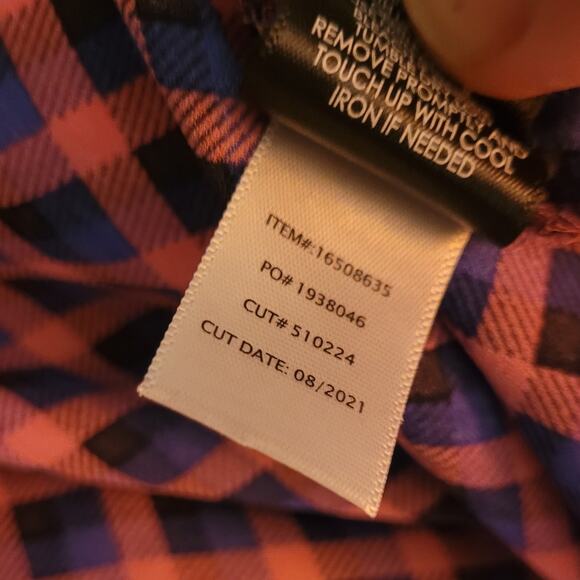 REMOVE PROMPTLY AND
TOUCH UP WITH COOL
IRON IF NEEDED
ITEM#:16508635
PO# 1938046
CUT# 510224
CUT DATE: 08/2021